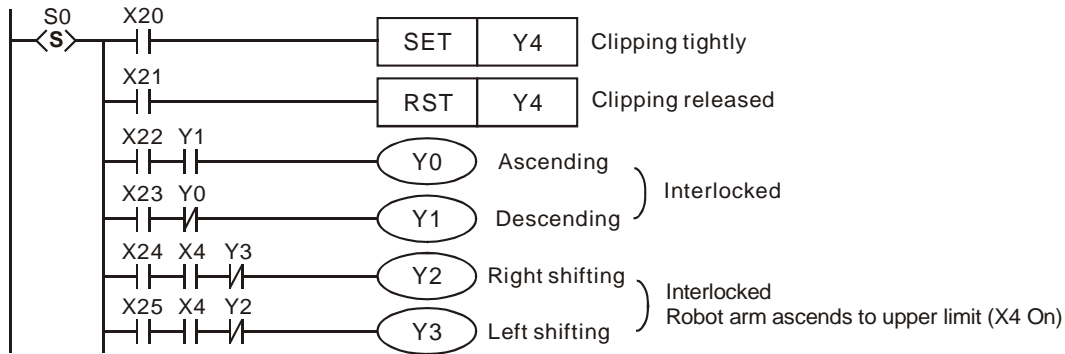 S0 X20
S SET Y4 Clipping tightly
X21
RST Y4 Clipping released
X22 Y1
Y0 Ascending
Interlocked
X23 Y0
Y1 Descending
X24 X4 Y3
Y2 Right shifting
Interlocked
Robot arm ascends to upper limit (X4 On)
X25 X4 Y2
Y3 Left shifting